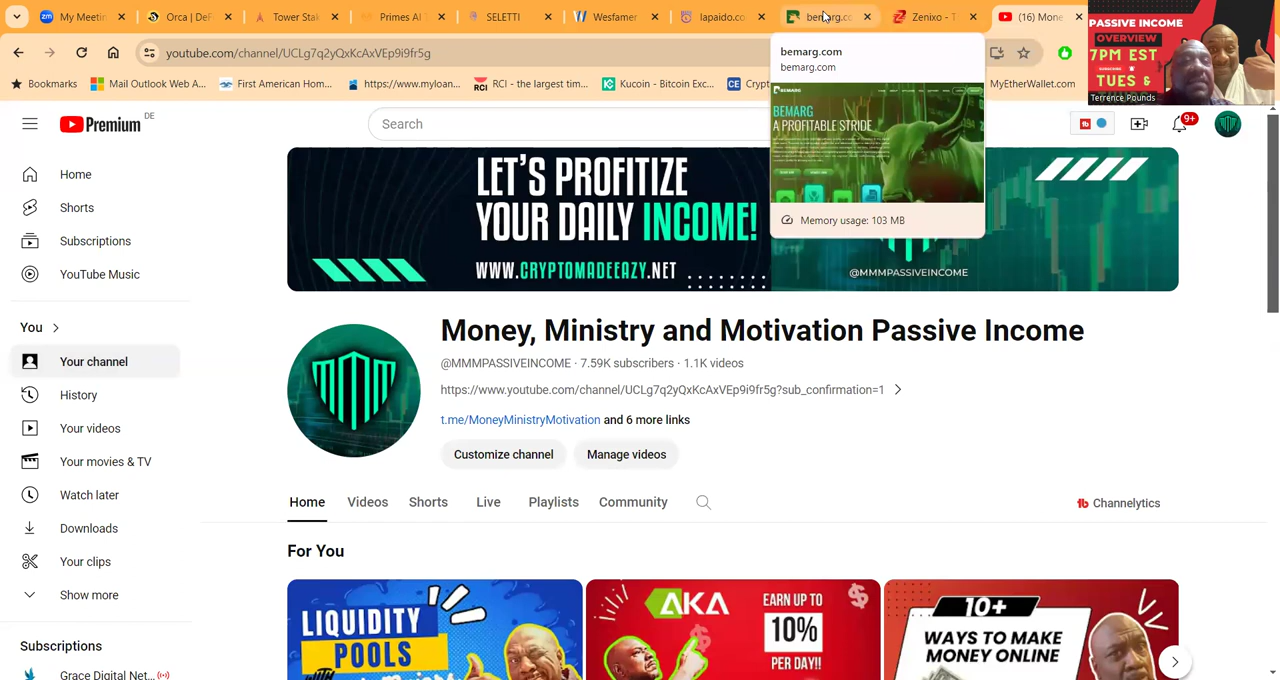 My Meetin
Orca | DeF
Tower Stak
Primes AI
SELETTI
Wesfamer
lapaido.co
bemarg.co
Zenixo - T
(16) Mone
youtube.com/channel/UCLg7q2yQxKcAxVEp9i9fr5g
Bookmarks
Mail Outlook Web A...
First American Hom...
https://www.myloan...
RCI - the largest tim...
Kucoin - Bitcoin Exc...
Crypt
MyEtherWallet.com
bemarg.com
bemarg.com
BEMARG
BEMARG
A PROFITABLE STRIDE
Memory usage: 103 MB
PASSIVE INCOME
OVERVIEW
7PM EST
TUES &
Terrence Pounds
Premium DE
Search
9+
Home
Shorts
Subscriptions
YouTube Music
You
Your channel
History
Your videos
Your movies & TV
Watch later
Downloads
Your clips
Show more
Subscriptions
Grace Digital Net...
LET'S PROFITIZE
YOUR DAILY INCOME!
WWW.CRYPTOMADEEAZY.NET
@MMMPASSIVEINCOME
Money, Ministry and Motivation Passive Income
@MMMPASSIVEINCOME · 7.59K subscribers · 1.1K videos
https://www.youtube.com/channel/UCLg7q2yQxKcAxVEp9i9fr5g?sub_confirmation=1
t.me/MoneyMinistryMotivation and 6 more links
Customize channel
Manage videos
Home
Videos
Shorts
Live
Playlists
Community
Channelytics
For You
LIQUIDITY
POOLS
AKA
EARN UP TO
10%
PER DAY!!
10+
WAYS TO MAKE
MONEY ONLINE